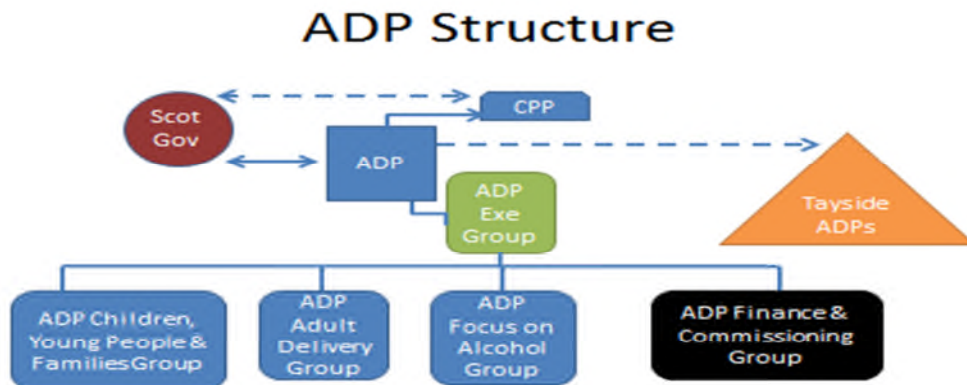 ADP Structure
CPP
Scot
Gov
ADP
ADP
Exe
Group
Tayside
ADPs
ADP Children,
Young People &
Families Group
ADP
Adult
Delivery
Group
ADP
Focus on
Alcohol Group
ADP Finance &
Commissioning
Group